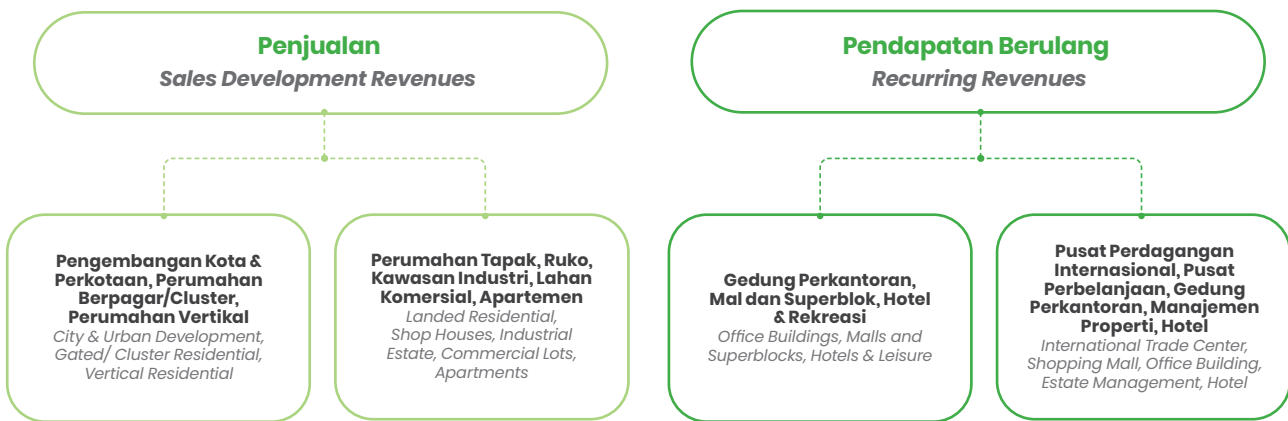 Penjualan
Sales Development Revenues
Pendapatan Berulang
Recurring Revenues
Pengembangan Kota &
Perkotaan, Perumahan
Berpagar/Cluster,
Perumahan Vertikal
City & Urban Development,
Gated/ Cluster Residential,
Vertical Residential
Perumahan Tapak, Ruko,
Kawasan Industri, Lahan
Komersial, Apartemen
Landed Residential,
Shop Houses, Industrial
Estate, Commercial Lots,
Apartments
Gedung Perkantoran,
Mal dan Superblok, Hotel
& Rekreasi
Office Buildings, Malls and
Superblocks, Hotels & Leisure
Pusat Perdagangan
Internasional, Pusat
Perbelanjaan, Gedung
Perkantoran, Manajemen
Properti, Hotel
International Trade Center,
Shopping Mall, Office Building,
Estate Management, Hotel